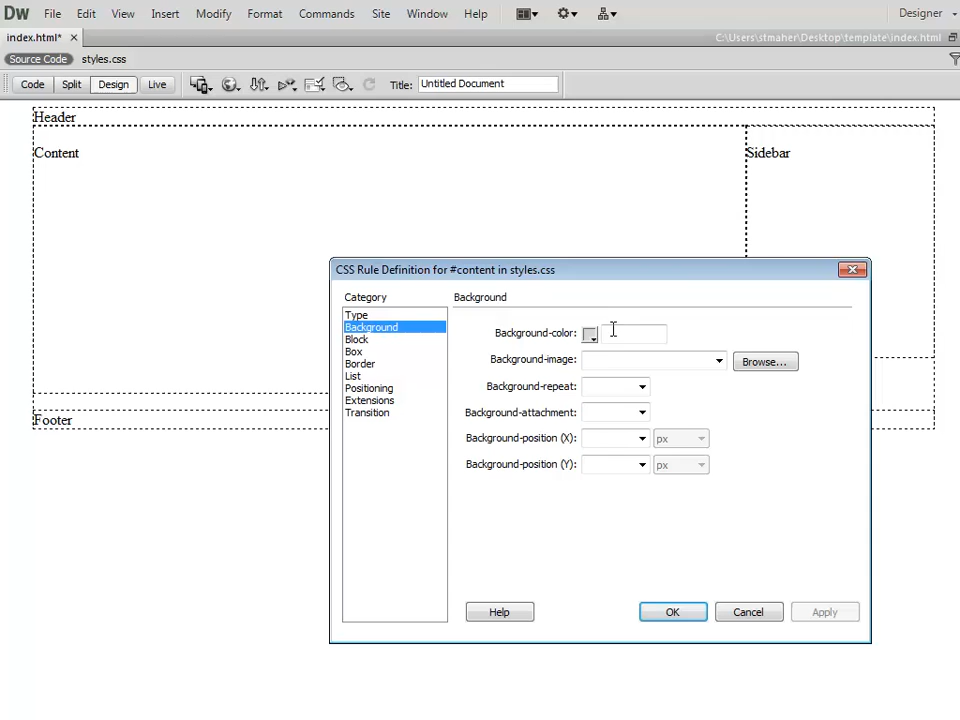 Dw File Edit View Insert Modify Format Commands Site Window Help Designer
index.html* C:\Users\stmaher\Desktop\template\index.html
Source Code styles.css
Code Split Design Live Title: Untitled Document
Header
Content Sidebar
CSS Rule Definition for #content in styles.css
Category Background
Type
Background
Block
Box
Border
List
Positioning
Extensions
Transition
Background-color:
Background-image: Browse...
Background-repeat:
Background-attachment:
Background-position (X): px
Background-position (Y): px
Footer
Help OK Cancel Apply